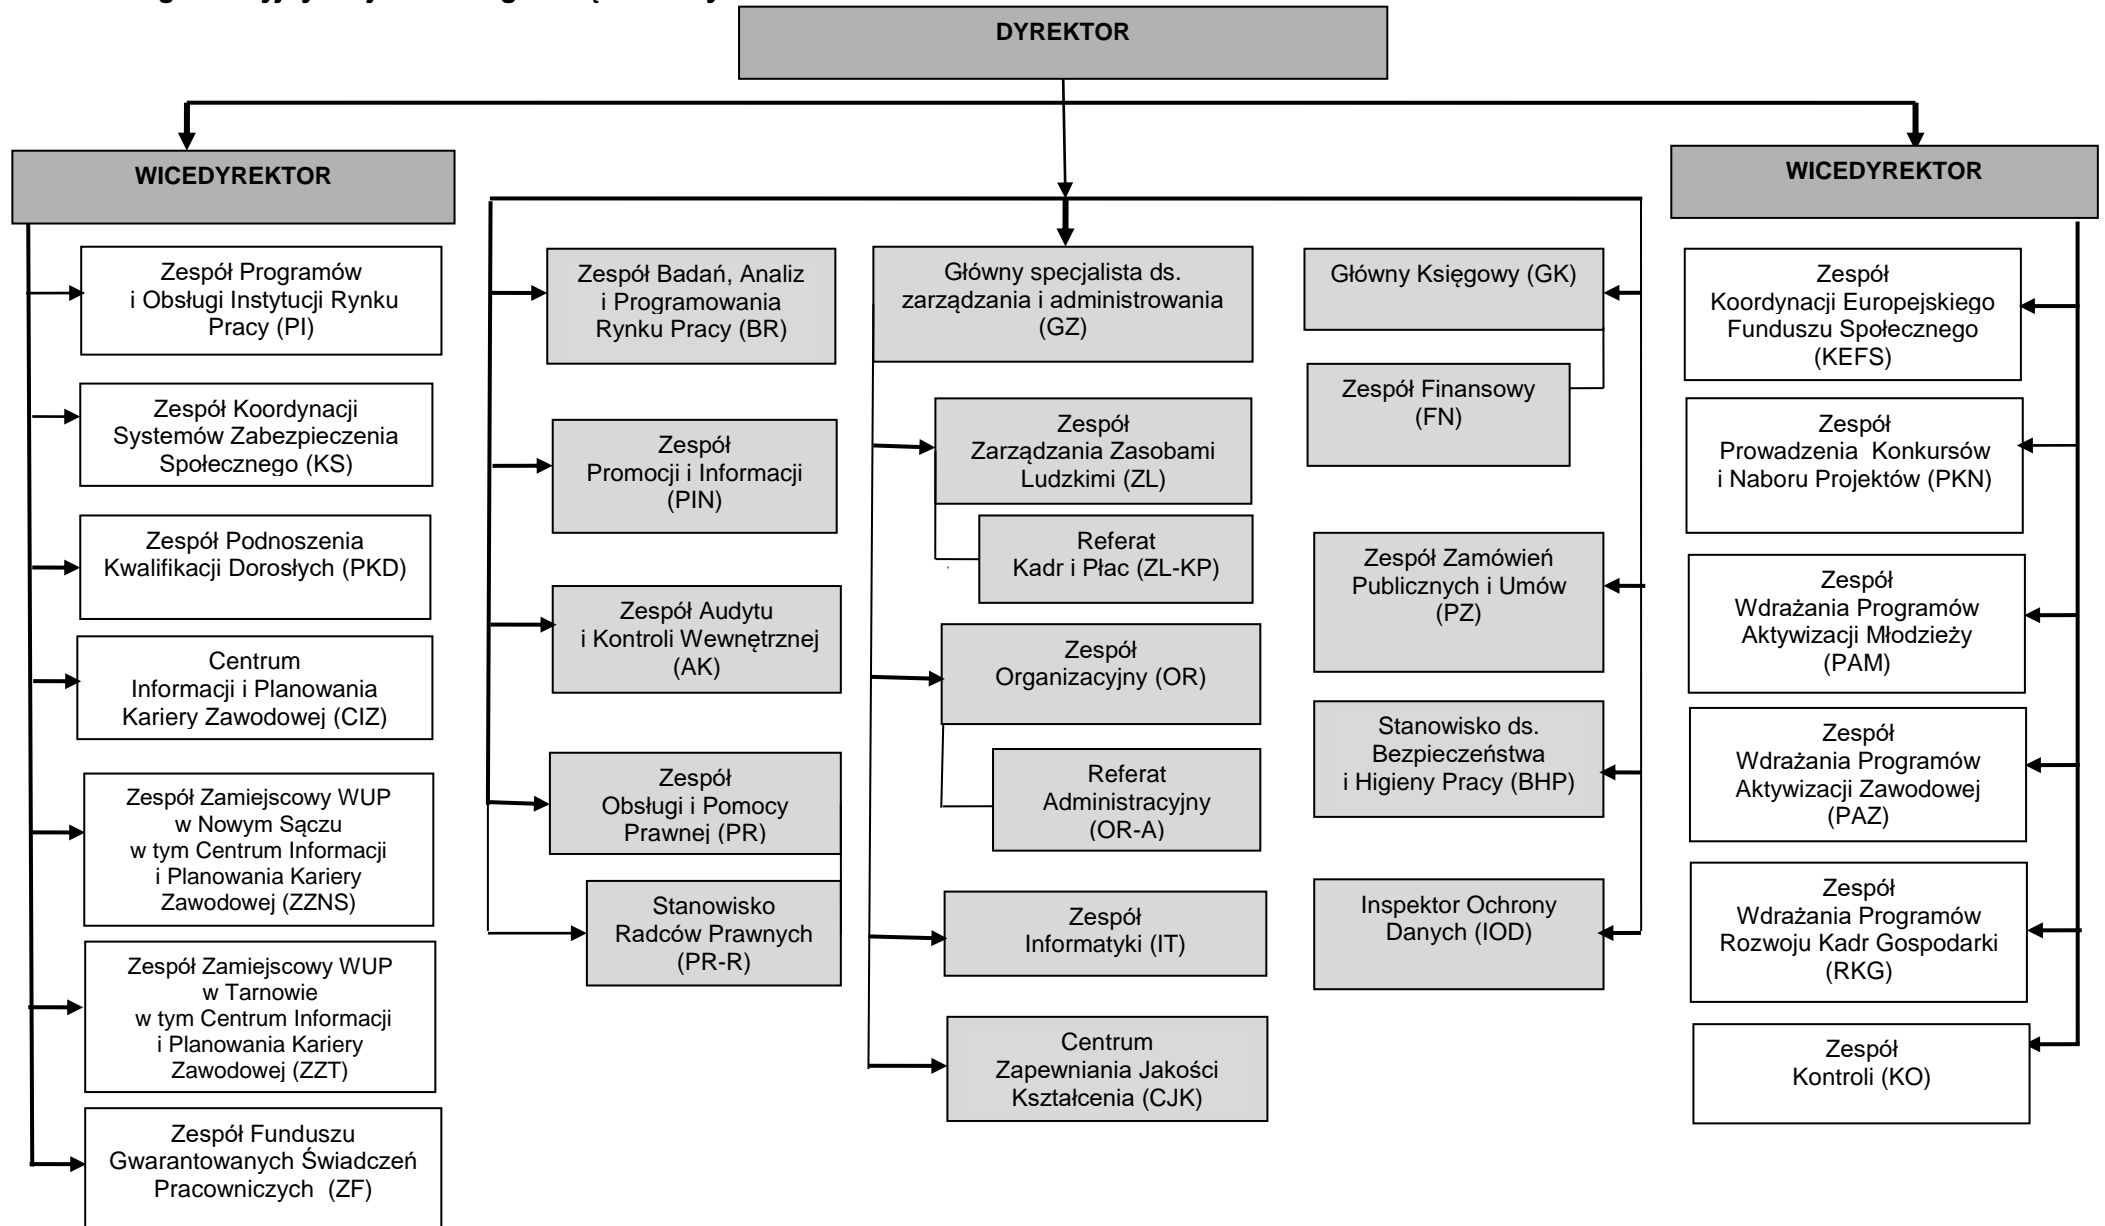 DYREKTOR
WICEDYREKTOR
Zespół Programów
i Obsługi Instytucji Rynku
Pracy (PI)
Zespół Koordynacji
Systemów Zabezpieczenia
Społecznego (KS)
Zespół Podnoszenia
Kwalifikacji Dorosłych (PKD)
Centrum
Informacji i Planowania
Kariery Zawodowej (CIZ)
Zespół Zamiejscowy WUP
w Nowym Sączu
w tym Centrum Informacji
i Planowania Kariery
Zawodowej (ZZNS)
Zespół Zamiejscowy WUP
w Tarnowie
w tym Centrum Informacji
i Planowania Kariery
Zawodowej (ZZT)
Zespół Funduszu
Gwarantowanych Świadczeń
Pracowniczych (ZF)
Zespół Badań, Analiz
i Programowania
Rynku Pracy (BR)
Zespół
Promocji i Informacji
(PIN)
Zespół Audytu
i Kontroli Wewnętrznej
(AK)
Zespół
Obsługi i Pomocy
Prawnej (PR)
Stanowisko
Radców Prawnych
(PR-R)
Główny specjalista ds.
zarządzania i administrowania
(GZ)
Zespół
Zarządzania Zasobami
Ludzkimi (ZL)
Referat
Kadr i Płac (ZL-KP)
Zespół
Organizacyjny (OR)
Referat
Administracyjny
(OR-A)
Zespół
Informatyki (IT)
Centrum
Zapewniania Jakości
Kształcenia (CJK)
Główny Księgowy (GK)
Zespół Finansowy
(FN)
Zespół Zamówień
Publicznych i Umów
(PZ)
Stanowisko ds.
Bezpieczeństwa
i Higieny Pracy (BHP)
Inspektor Ochrony
Danych (IOD)
WICEDYREKTOR
Zespół
Koordynacji Europejskiego
Funduszu Społecznego
(KEFS)
Zespół
Prowadzenia Konkursów
i Naboru Projektów (PKN)
Zespół
Wdrażania Programów
Aktywizacji Młodzieży
(PAM)
Zespół
Wdrażania Programów
Aktywizacji Zawodowej
(PAZ)
Zespół
Wdrażania Programów
Rozwoju Kadr Gospodarki
(RKG)
Zespół
Kontroli (KO)